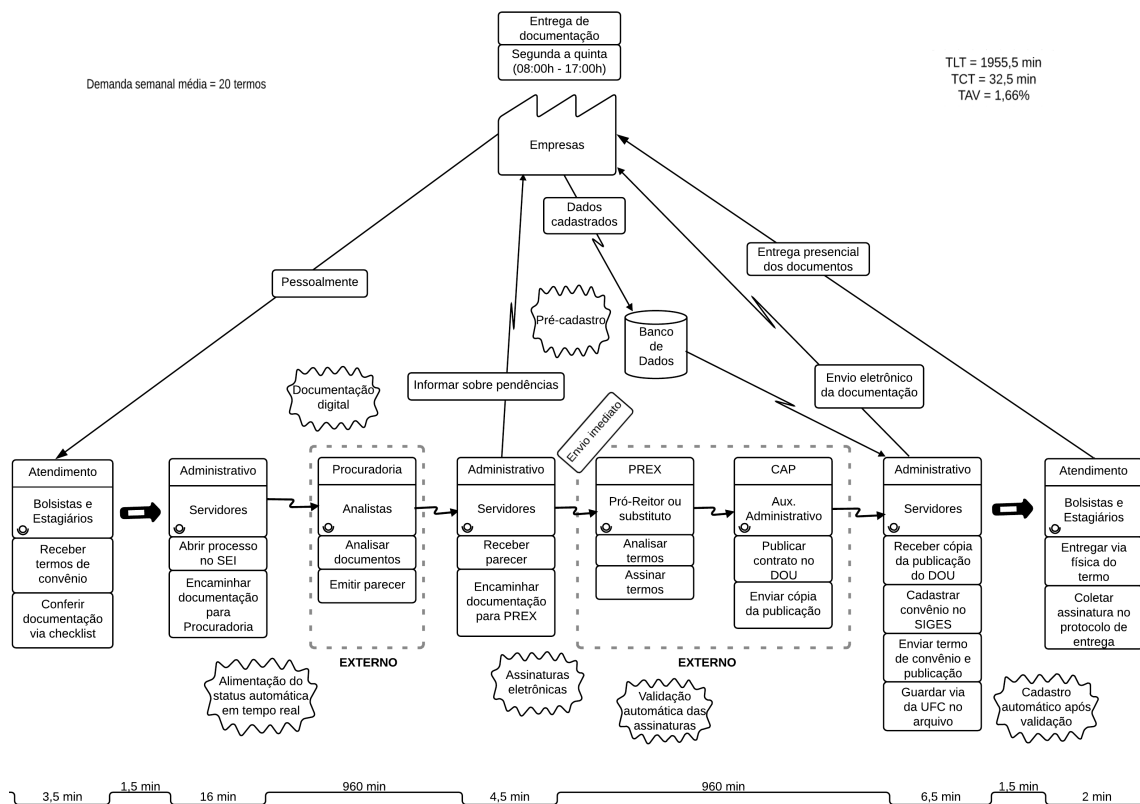 Entrega de
documentação
Segunda a quinta
(08:00h - 17:00h)
Demanda semanal média = 20 termos
TLT = 1955,5 min
TCT = 32,5 min
TAV = 1,66%
Empresas
Dados
cadastrados
Entrega presencial
dos documentos
Pessoalmente
Pré-cadastro
Banco
de
Dados
Informar sobre pendências
Envio eletrônico
da documentação
Documentação
digital
Envio imediato
Atendimento
Bolsistas e
Estagiários
Receber
termos de
convênio
Conferir
documentação
via checklist
Administrativo
Servidores
Abrir processo
no SEI
Encaminhar
documentação
para
Procuradoria
Procuradoria
Analistas
Analisar
documentos
Emitir parecer
EXTERNO
Administrativo
Servidores
Receber
parecer
Encaminhar
documentação
para PREX
PREX
Pró-Reitor ou
substituto
Analisar
termos
Assinar
termos
CAP
Aux.
Administrativo
Publicar
contrato no
DOU
Enviar cópia
da publicação
EXTERNO
Administrativo
Servidores
Receber cópia
da publicação
do DOU
Cadastrar
convênio no
SIGES
Enviar termo
de convênio e
publicação
Guardar via
da UFC no
arquivo
Atendimento
Bolsistas e
Estagiários
Entregar via
física do
termo
Coletar
assinatura no
protocolo de
entrega
Alimentação do
status automática
em tempo real
Assinaturas
eletrônicas
Validação
automática das
assinaturas
Cadastro
automático após
validação
3,5 min
1,5 min
16 min
960 min
4,5 min
960 min
6,5 min
1,5 min
2 min